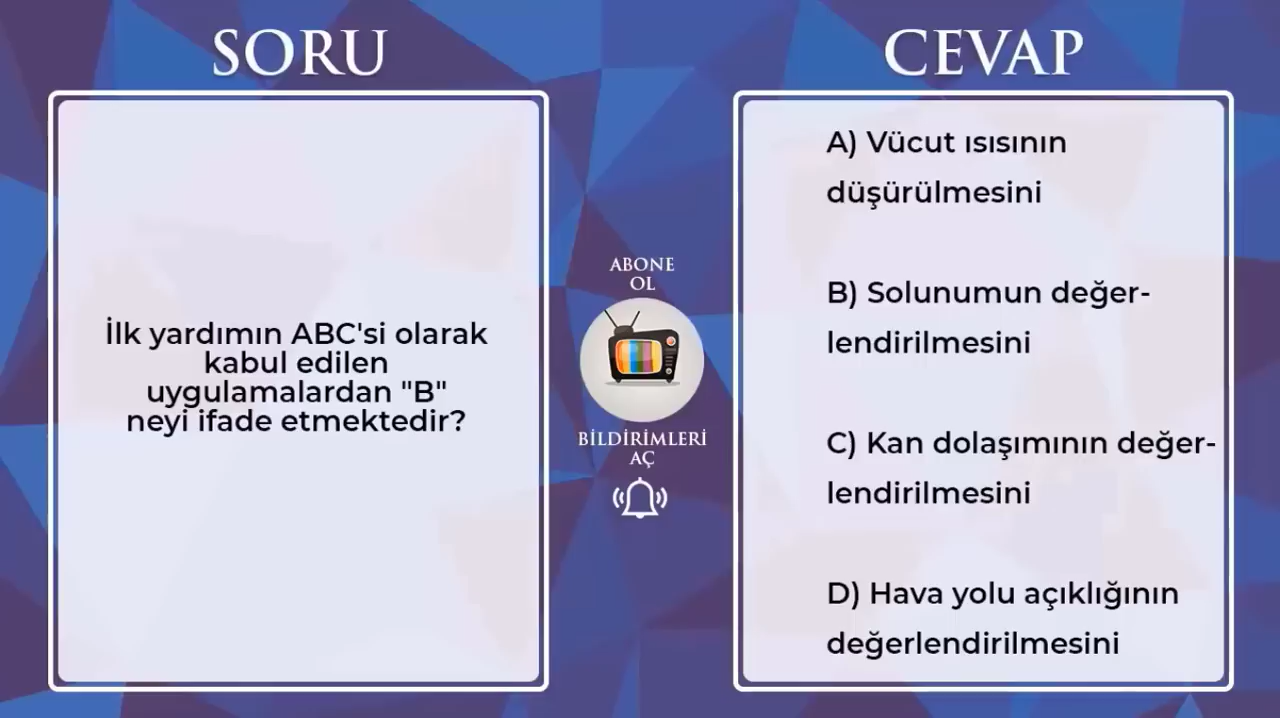 SORU
İlk yardımın ABC'si olarak
kabul edilen
uygulamalardan "B"
neyi ifade etmektedir?
ABONE
OL
BİLDİRİMLERİ
AÇ
CEVAP
A) Vücut ısısının
düşürülmesini
B) Solunumun değer-
lendirilmesini
C) Kan dolaşımının değer-
lendirilmesini
D) Hava yolu açıklığının
değerlendirilmesini